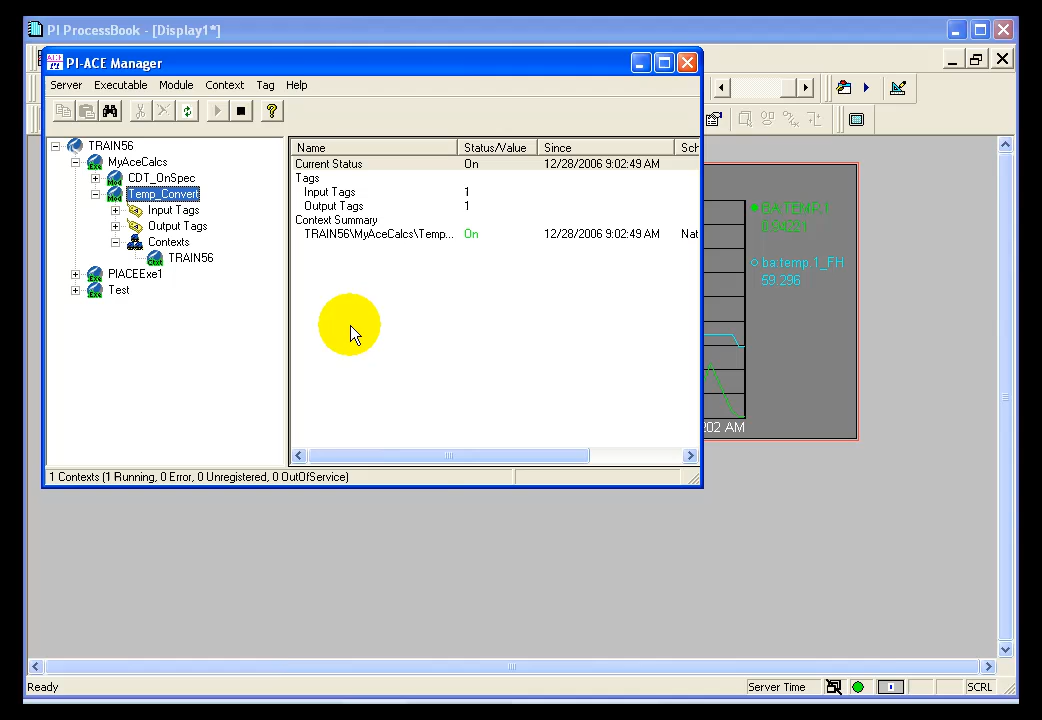 PI ProcessBook - [Display1*]
PI-ACE Manager
Server Executable Module Context Tag Help
TRAIN56
MyAceCalcs
CDT_OnSpec
Temp_Convert
Input Tags
Output Tags
Contexts
TRAIN56
PIACEExe1
Test
Name Status/Value Since Sch
Current Status On 12/28/2006 9:02:49 AM
Tags
Input Tags 1
Output Tags 1
Context Summary
TRAIN56\MyAceCalcs\Temp... On 12/28/2006 9:02:49 AM Nat
BA:TEMP.1
ba:temp.1_FH
59.296
202 AM
1 Contexts (1 Running, 0 Error, 0 Unregistered, 0 OutOfService)
Ready Server Time SCRL